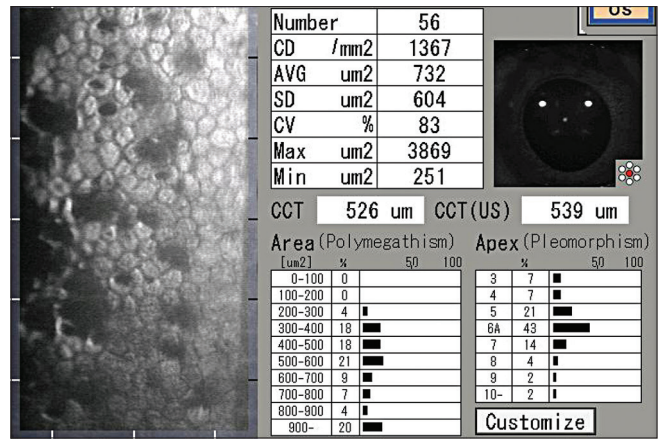 US
Number 56
CD /mm2 1367
AVG um2 732
SD um2 604
CV % 83
Max um2 3869
Min um2 251
CCT 526 um CCT(US) 539 um
Area(Polymegathism)
[um2] % 50 100
0-100 0
100-200 0
200-300 4
300-400 18
400-500 18
500-600 21
600-700 9
700-800 7
800-900 4
900- 20
Apex(Pleomorphism)
% 50 100
3 7
4 7
5 21
6A 43
7 14
8 4
9 2
10- 2
Customize